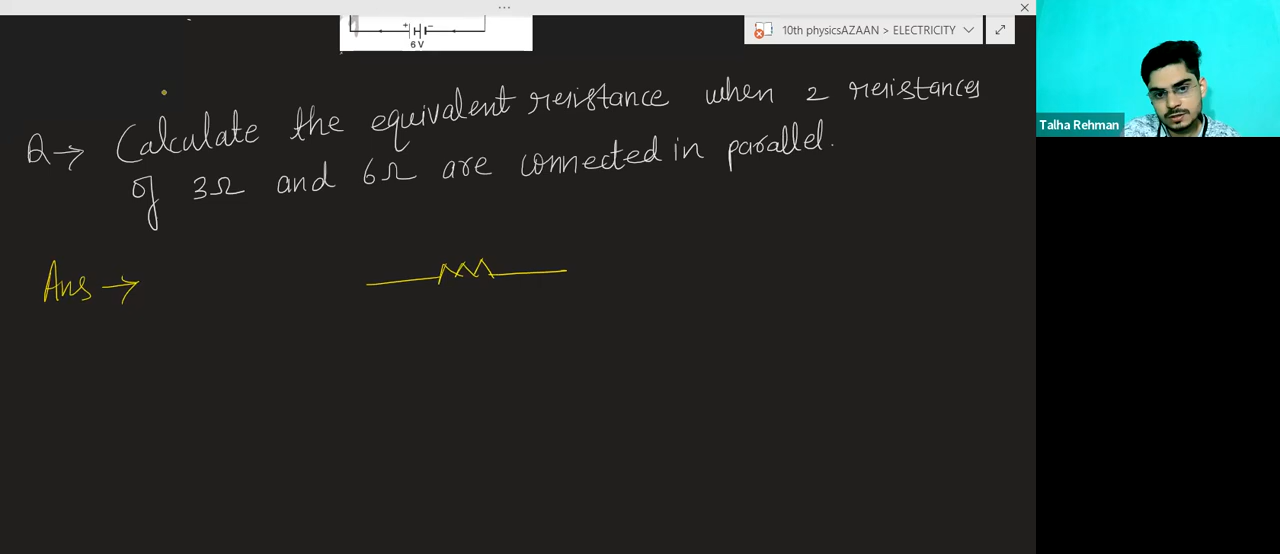 + −
6 V
10th physicsAZAAN > ELECTRICITY
Talha Rehman
Q → Calculate the equivalent resistance when 2 resistances
of 3Ω and 6Ω are connected in parallel.
Ans →